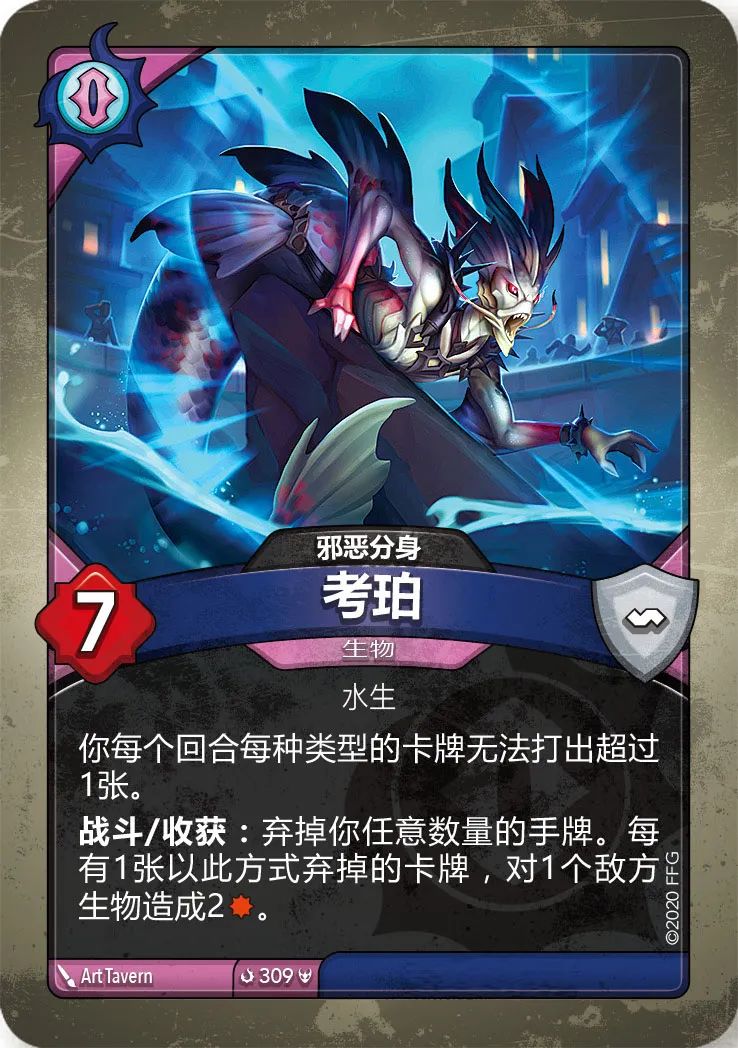 邪恶分身
考珀
7
生物
水生
你每个回合每种类型的卡牌无法打出超过
1张。
战斗/收获：弃掉你任意数量的手牌。每
有1张以此方式弃掉的卡牌，对1个敌方
生物造成2。
©2020 FFG
Art Tavern
309